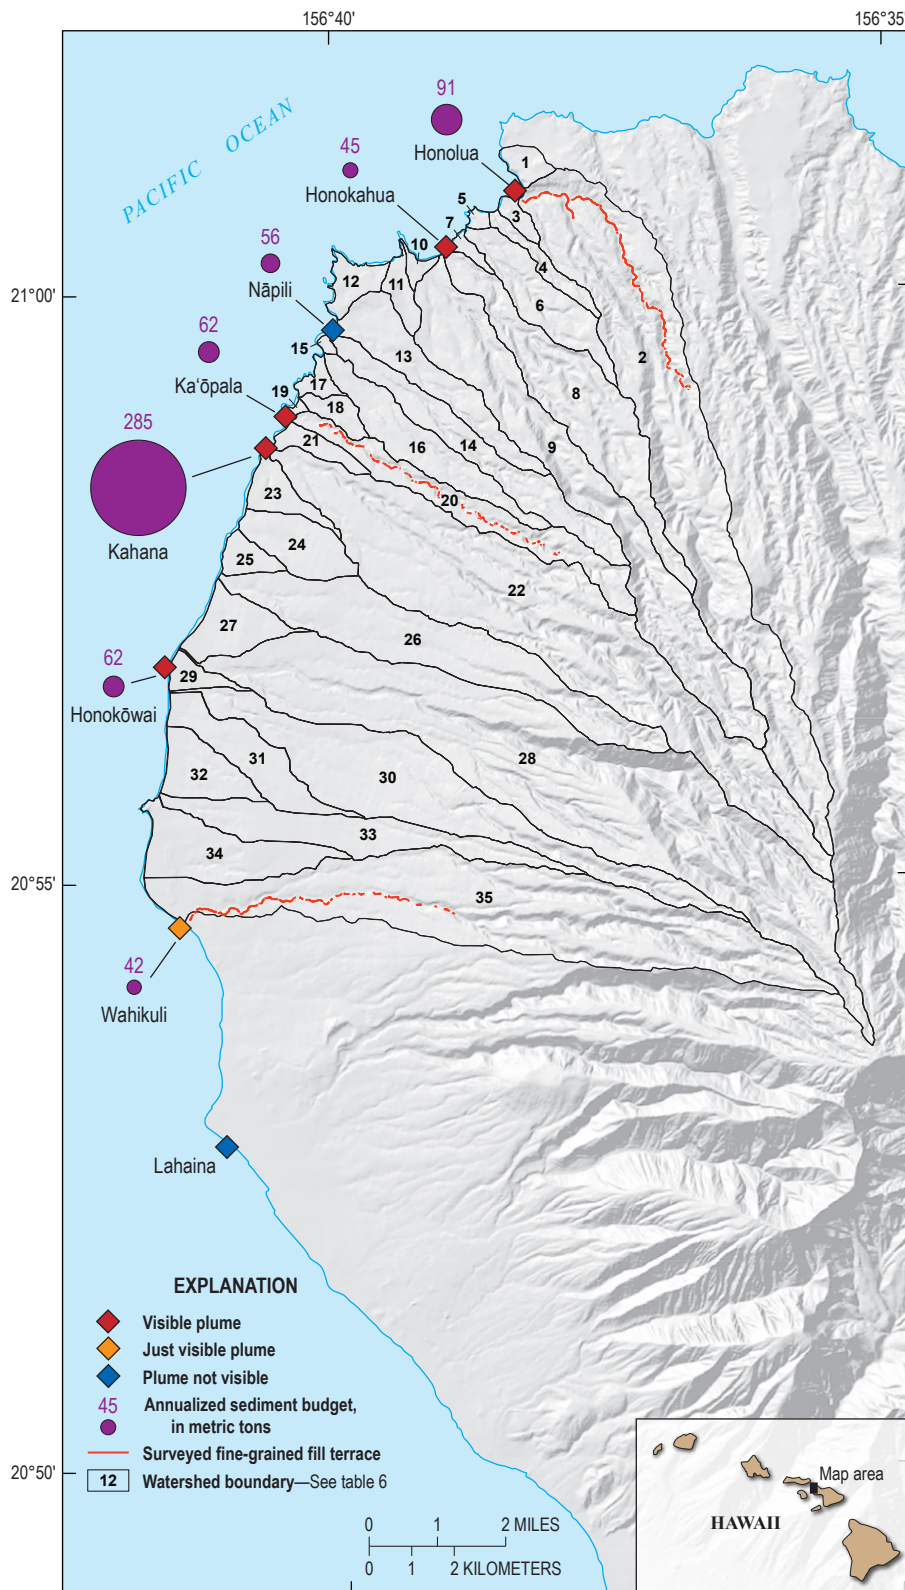 156°40'
156°35'
91
Honolua
45
Honokahua
PACIFIC OCEAN
1
5
3
7
10
56
Nāpili
12
11
4
6
21°00'
2
62
15
13
8
Ka‘ōpala
19
17
18
285
21
16
14
9
20
Kahana
23
24
25
22
27
26
62
29
Honokōwai
28
31
30
32
33
34
20°55'
35
42
Wahikuli
Lahaina
EXPLANATION
Visible plume
Just visible plume
Plume not visible
45 Annualized sediment budget,
in metric tons
Surveyed fine-grained fill terrace
12 Watershed boundary—See table 6
20°50'
0 1 2 MILES
0 1 2 KILOMETERS
Map area
HAWAII